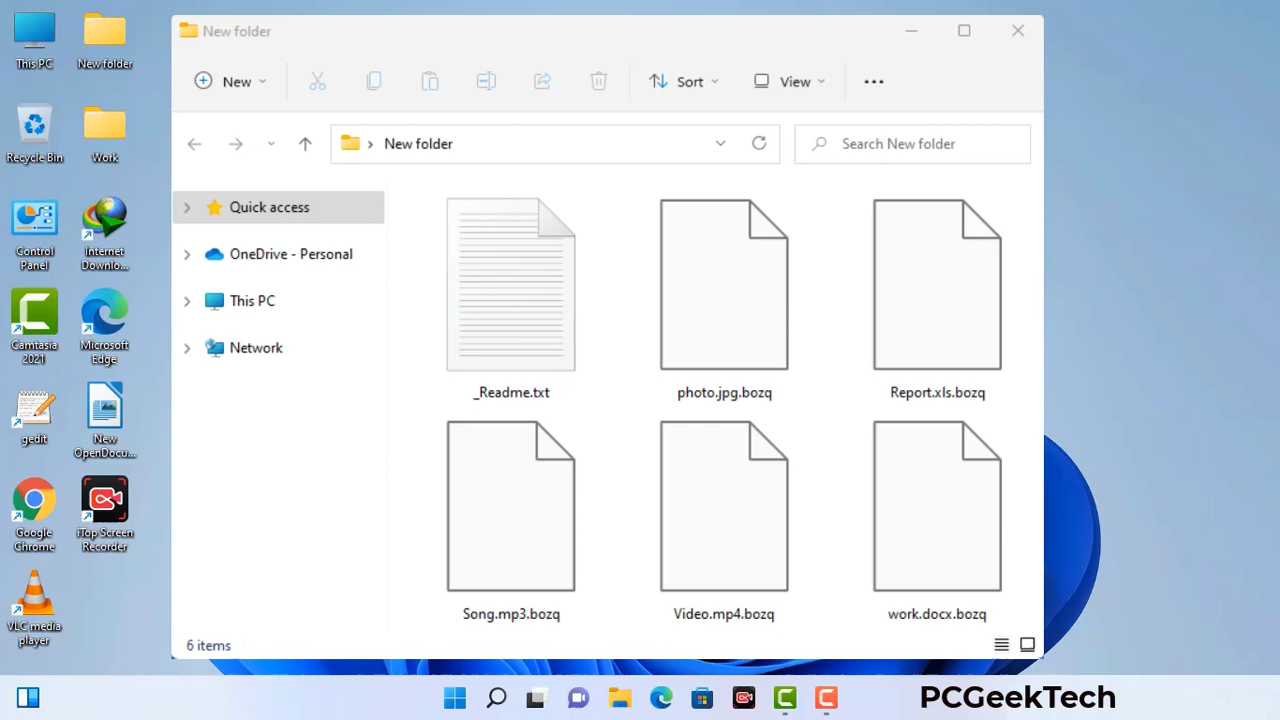 This PC
New folder
Recycle Bin
Work
Control
Panel
Internet
Downlo...
Camtasia
2021
Microsoft
Edge
gedit
New
OpenDocu...
Google
Chrome
iTop Screen
Recorder
VLC media
player
New folder
New
Sort
View
New folder
Search New folder
Quick access
OneDrive - Personal
This PC
Network
_Readme.txt
photo.jpg.bozq
Report.xls.bozq
Song.mp3.bozq
Video.mp4.bozq
work.docx.bozq
6 items
PCGeekTech